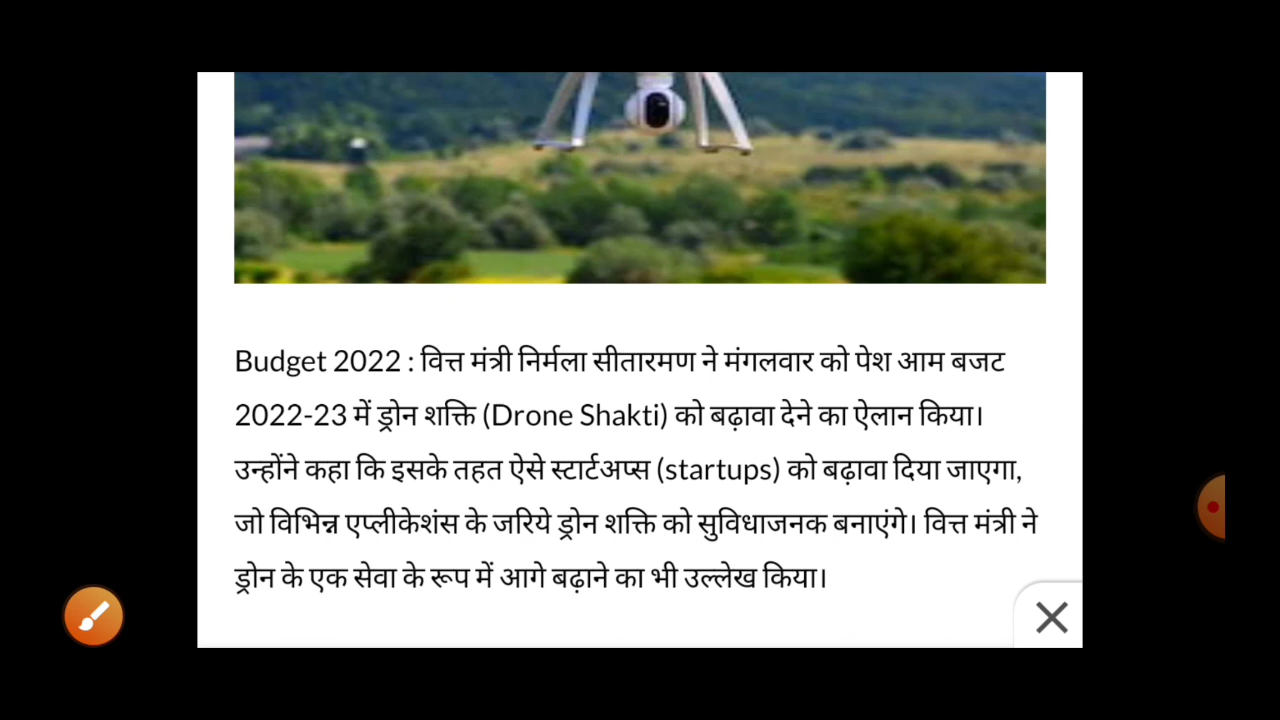 Budget 2022 : वित्त मंत्री निर्मला सीतारमण ने मंगलवार को पेश आम बजट
2022-23 में ड्रोन शक्ति (Drone Shakti) को बढ़ावा देने का ऐलान किया।
उन्होंने कहा कि इसके तहत ऐसे स्टार्टअप्स (startups) को बढ़ावा दिया जाएगा,
जो विभिन्न एप्लीकेशंस के जरिये ड्रोन शक्ति को सुविधाजनक बनाएंगे। वित्त मंत्री ने
ड्रोन के एक सेवा के रूप में आगे बढ़ाने का भी उल्लेख किया।